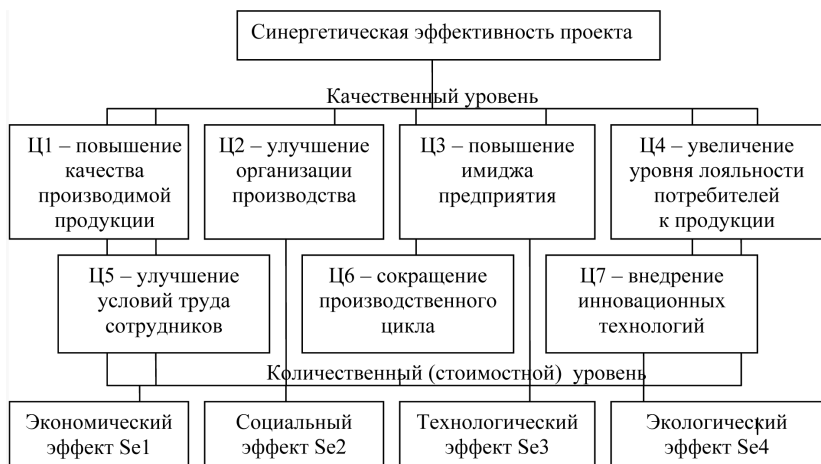 Синергетическая эффективность проекта
Качественный уровень
Ц1 – повышение
качества
производимой
продукции
Ц2 – улучшение
организации
производства
Ц3 – повышение
имиджа
предприятия
Ц4 – увеличение
уровня лояльности
потребителей
к продукции
Ц5 – улучшение
условий труда
сотрудников
Ц6 – сокращение
производственного
цикла
Ц7 – внедрение
инновационных
технологий
Количественный (стоимостной) уровень
Экономический
эффект Se1
Социальный
эффект Se2
Технологический
эффект Se3
Экологический
эффект Se4